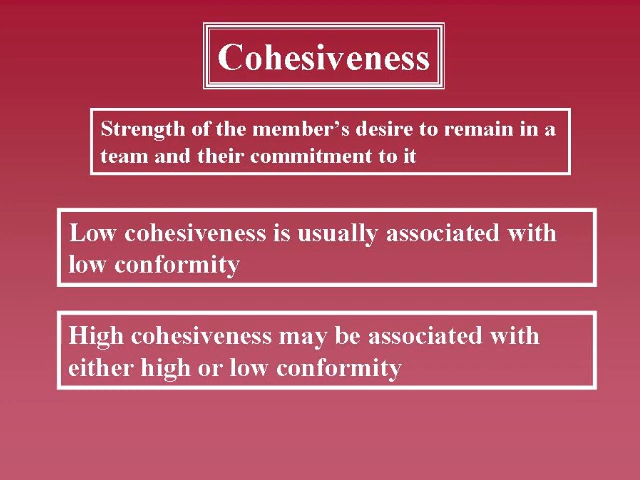 Cohesiveness
Strength of the member's desire to remain in a
team and their commitment to it
Low cohesiveness is usually associated with
low conformity
High cohesiveness may be associated with
either high or low conformity